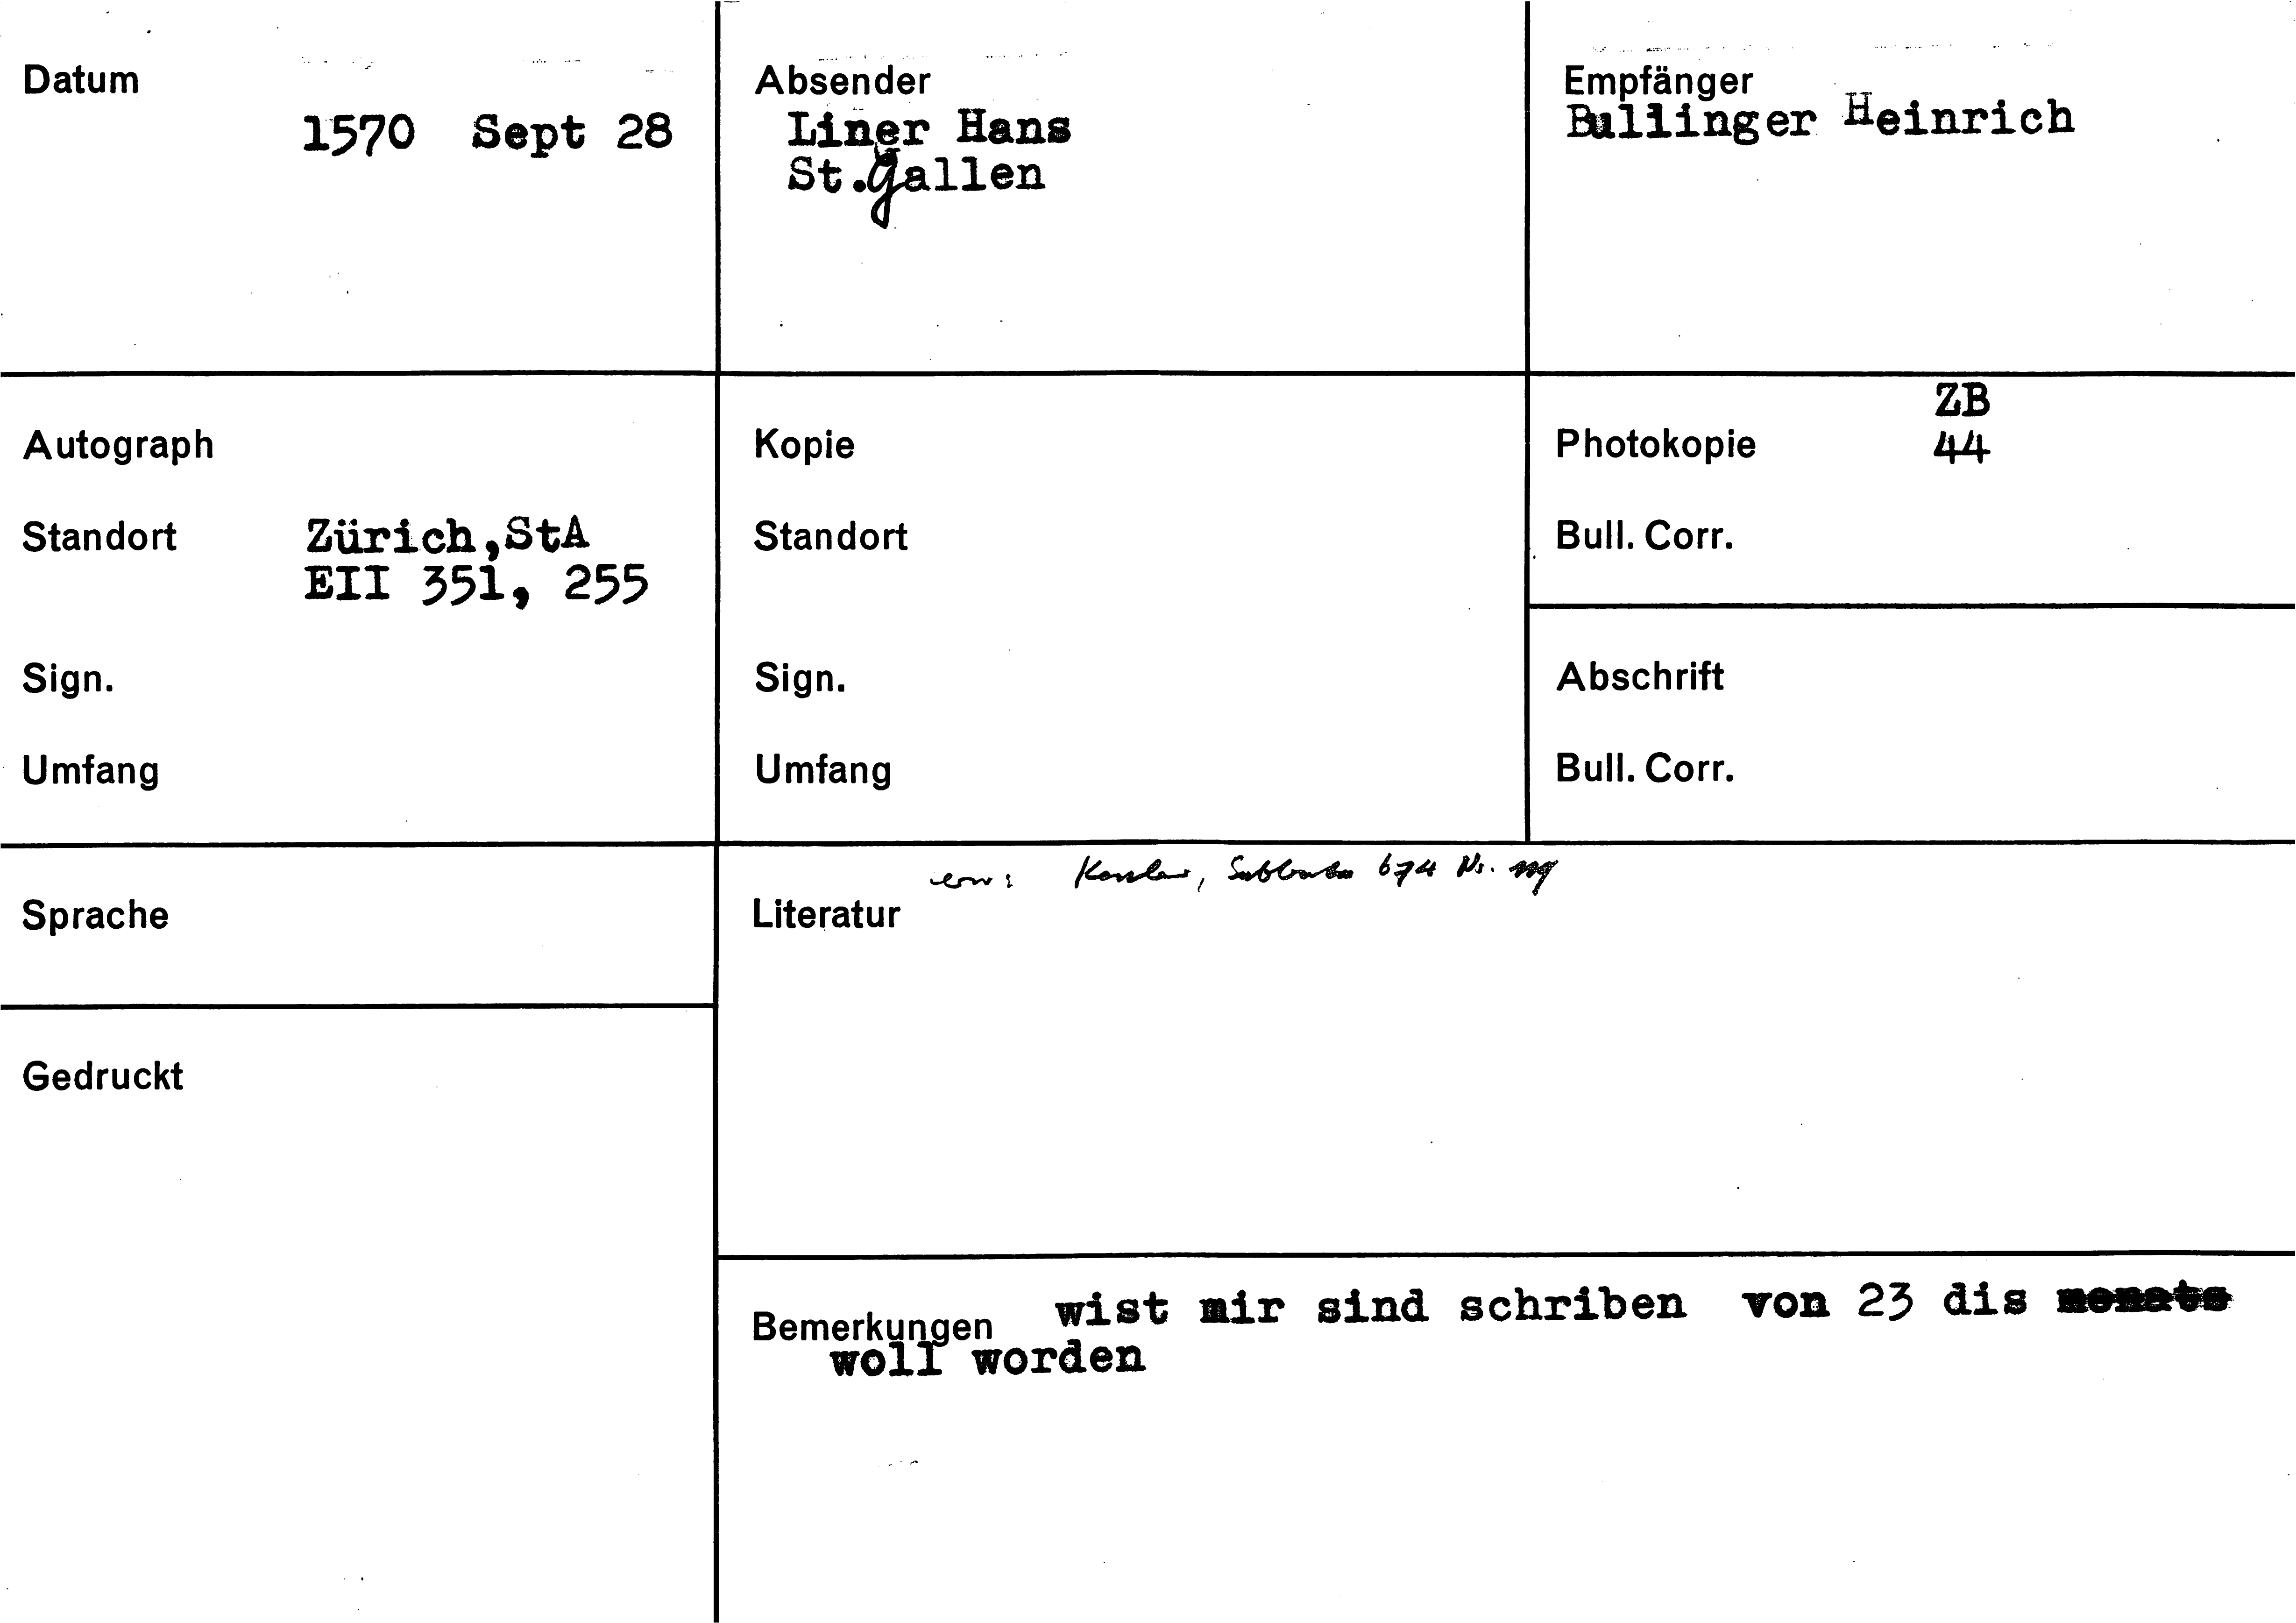 Datum
1570 Sept 28
Absender
Liner Hans
St.Gallen
Empfänger
Bullinger Heinrich
Autograph
Standort
Zürich,StA
EII 351, 255
Sign.
Umfang
Kopie
Standort
Sign.
Umfang
ZB
Photokopie 44
Bull. Corr.
Abschrift
Bull. Corr.
Sprache
Gedruckt
erw: Kessler, Sabbata 674 Nr.
Literatur
Bemerkungen wist mir sind schriben von 23 dis
woll worden